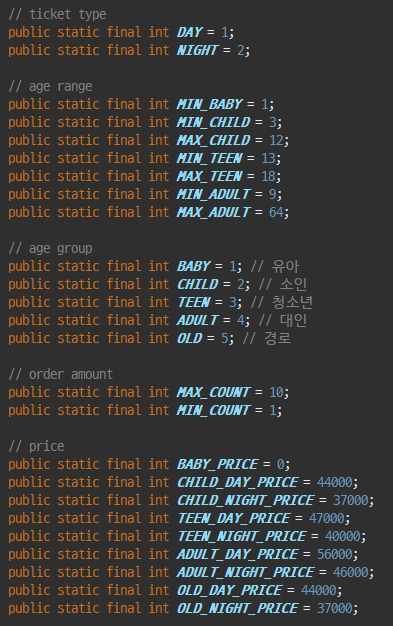 // ticket type
public static final int DAY = 1;
public static final int NIGHT = 2;
// age range
public static final int MIN_BABY = 1;
public static final int MIN_CHILD = 3;
public static final int MAX_CHILD = 12;
public static final int MIN_TEEN = 13;
public static final int MAX_TEEN = 18;
public static final int MIN_ADULT = 9;
public static final int MAX_ADULT = 64;
// age group
public static final int BABY = 1; // 유아
public static final int CHILD = 2; // 소인
public static final int TEEN = 3; // 청소년
public static final int ADULT = 4; // 대인
public static final int OLD = 5; // 경로
// order amount
public static final int MAX_COUNT = 10;
public static final int MIN_COUNT = 1;
// price
public static final int BABY_PRICE = 0;
public static final int CHILD_DAY_PRICE = 44000;
public static final int CHILD_NIGHT_PRICE = 37000;
public static final int TEEN_DAY_PRICE = 47000;
public static final int TEEN_NIGHT_PRICE = 40000;
public static final int ADULT_DAY_PRICE = 56000;
public static final int ADULT_NIGHT_PRICE = 46000;
public static final int OLD_DAY_PRICE = 44000;
public static final int OLD_NIGHT_PRICE = 37000;